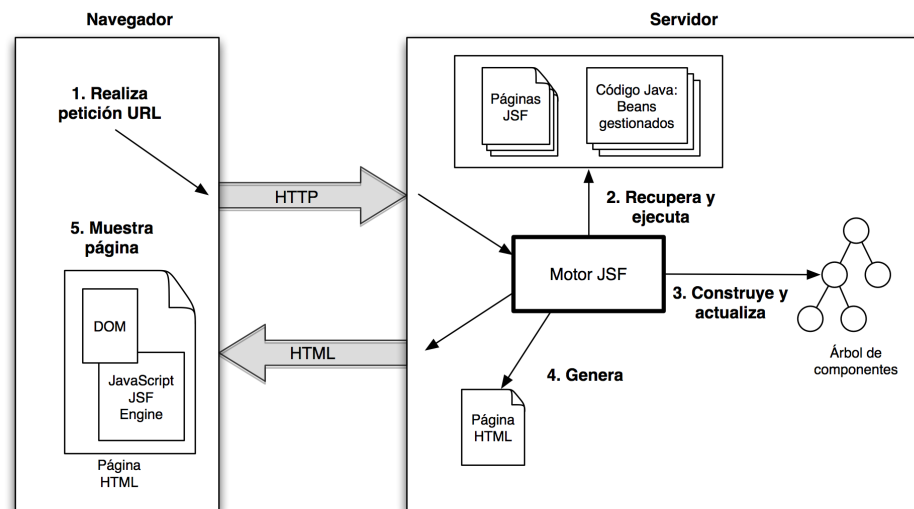 Navegador
Servidor
1. Realiza
petición URL
HTTP
Páginas
JSF
Código Java:
Beans
gestionados
2. Recupera y
ejecuta
Motor JSF
3. Construye y
actualiza
Árbol de
componentes
4. Genera
Página
HTML
HTML
5. Muestra
página
DOM
JavaScript
JSF
Engine
Página
HTML